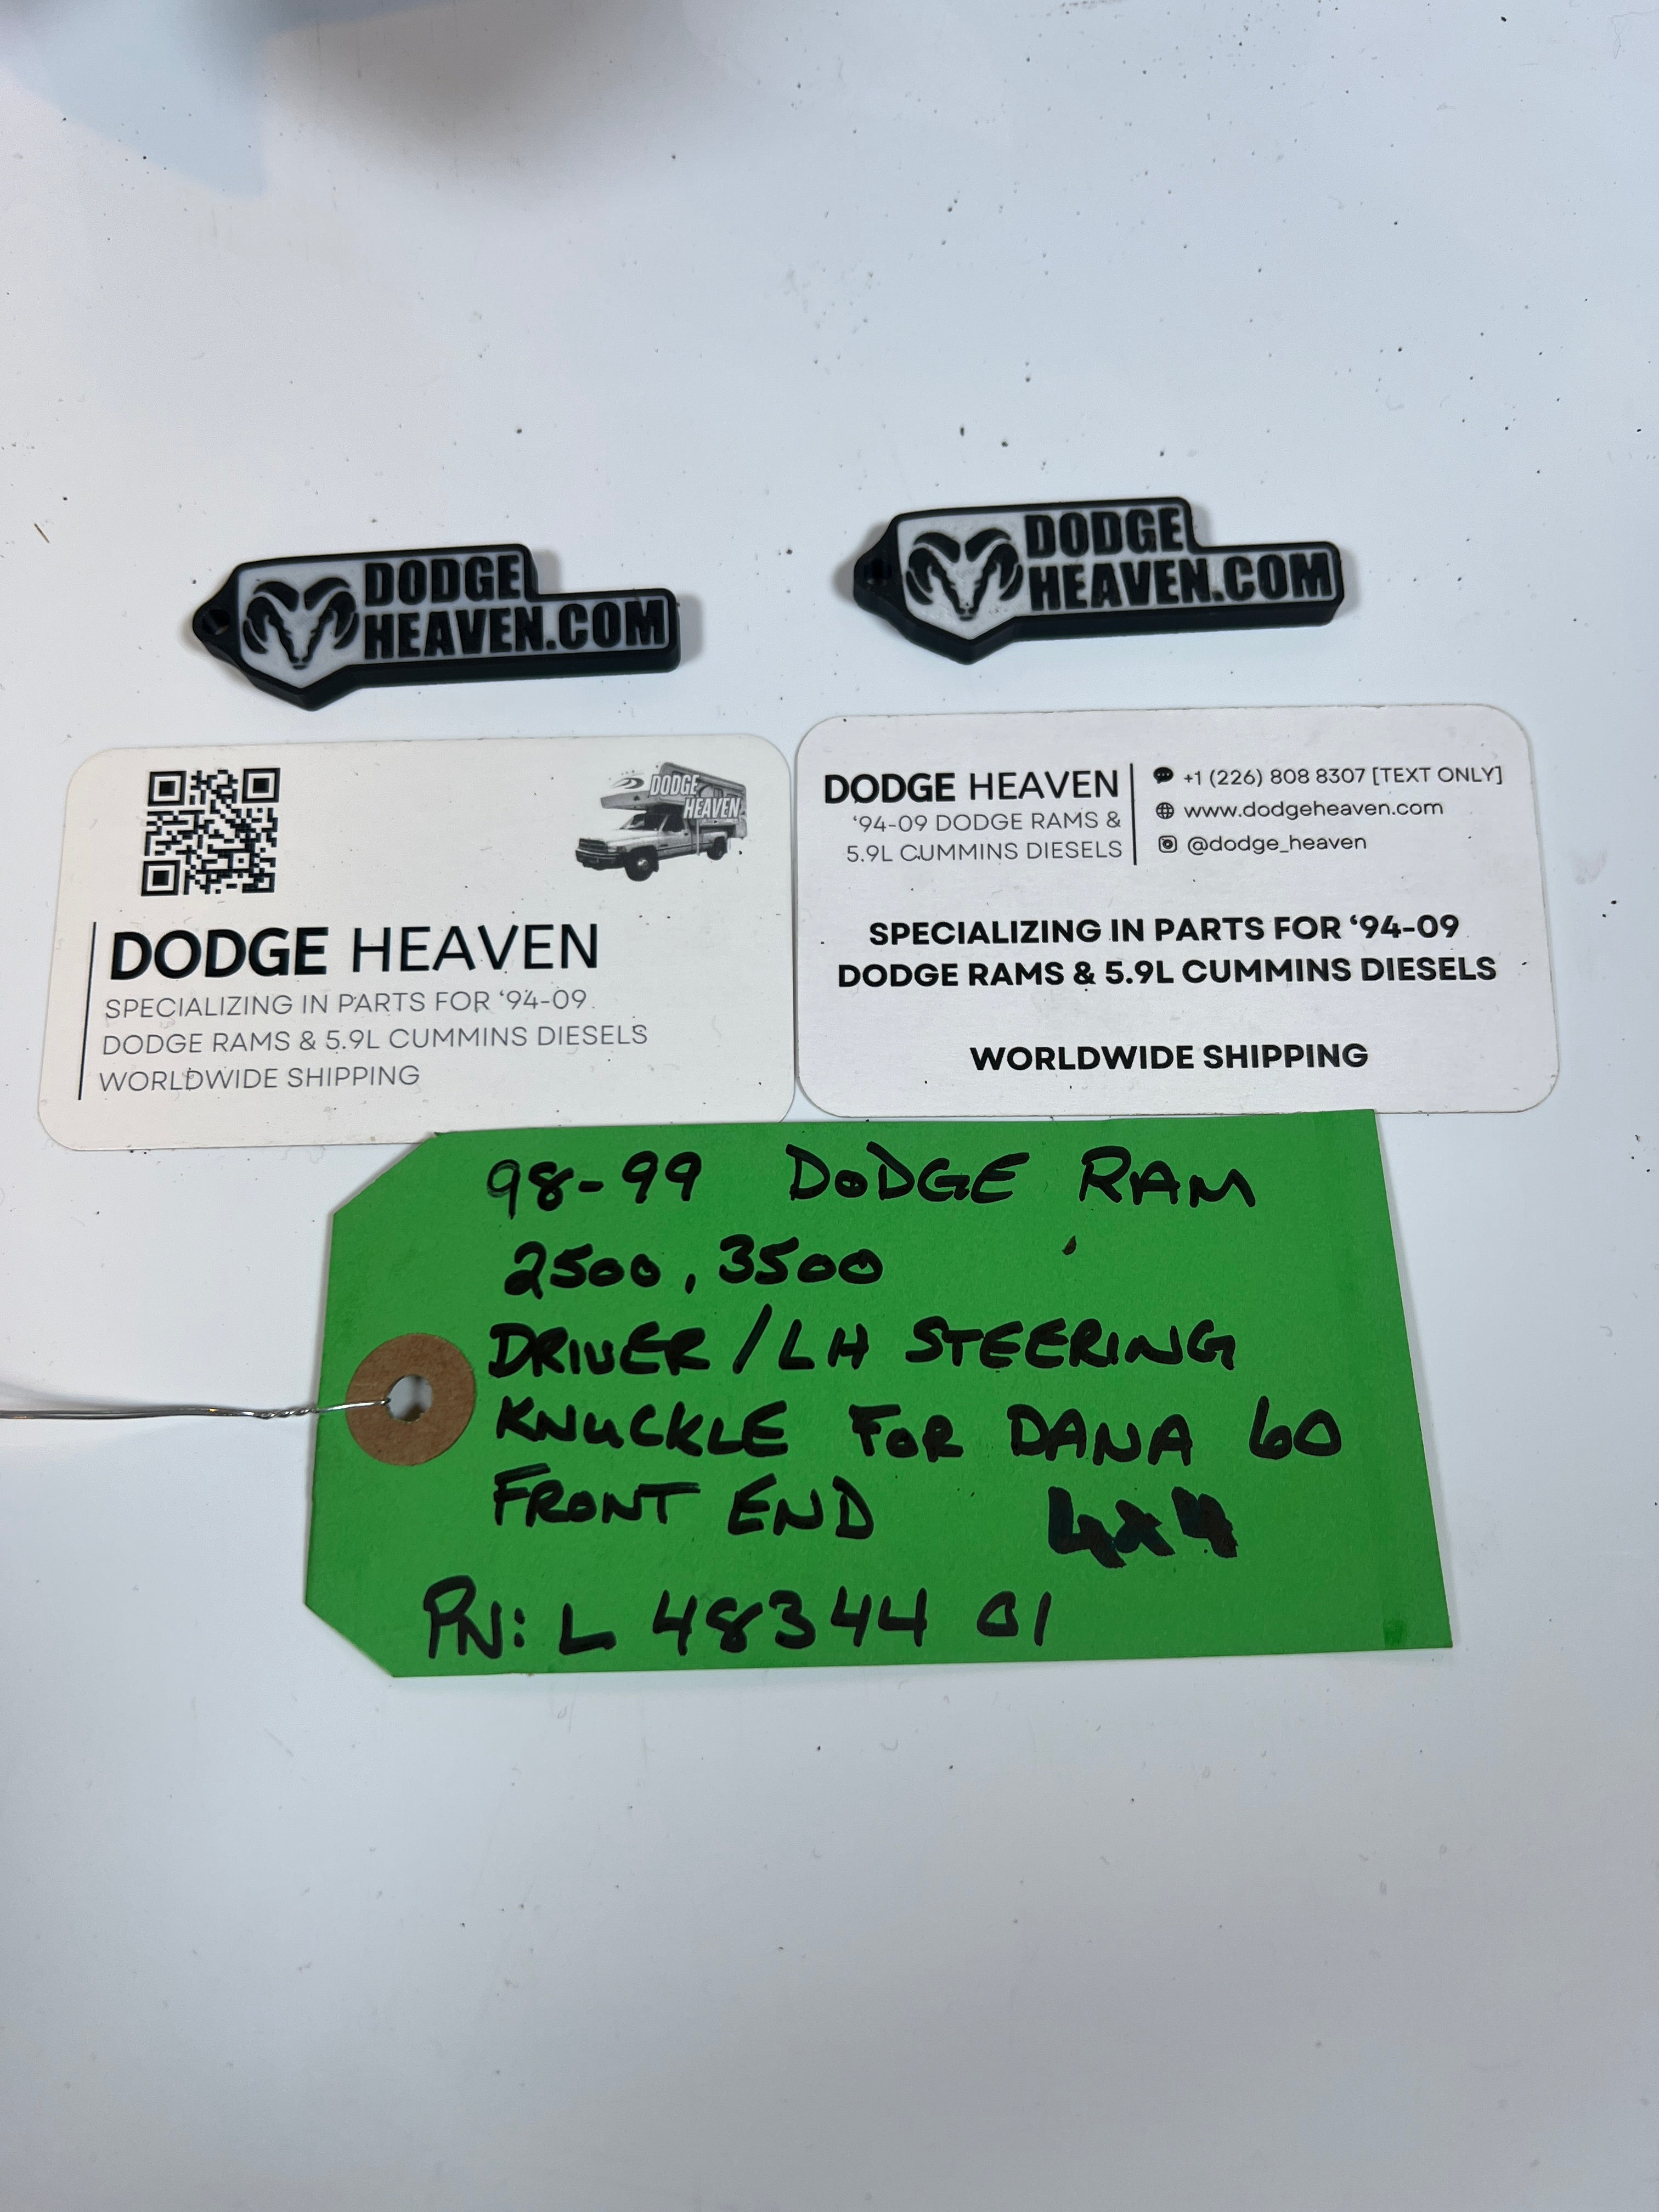 DODGE
HEAVEN.COM
DODGE
HEAVEN.COM
DODGE
HEAVEN
DODGE HEAVEN
SPECIALIZING IN PARTS FOR ‘94-09
DODGE RAMS & 5.9L CUMMINS DIESELS
WORLDWIDE SHIPPING
DODGE HEAVEN
‘94-09 DODGE RAMS &
5.9L CUMMINS DIESELS
+1 (226) 808 8307 [TEXT ONLY]
www.dodgeheaven.com
@dodge_heaven
SPECIALIZING IN PARTS FOR ‘94-09
DODGE RAMS & 5.9L CUMMINS DIESELS
WORLDWIDE SHIPPING
98-99 DODGE RAM
2500, 3500
DRIVER/LH STEERING
KNUCKLE FOR DANA 60
FRONT END 4x4
PN: L 48344 01